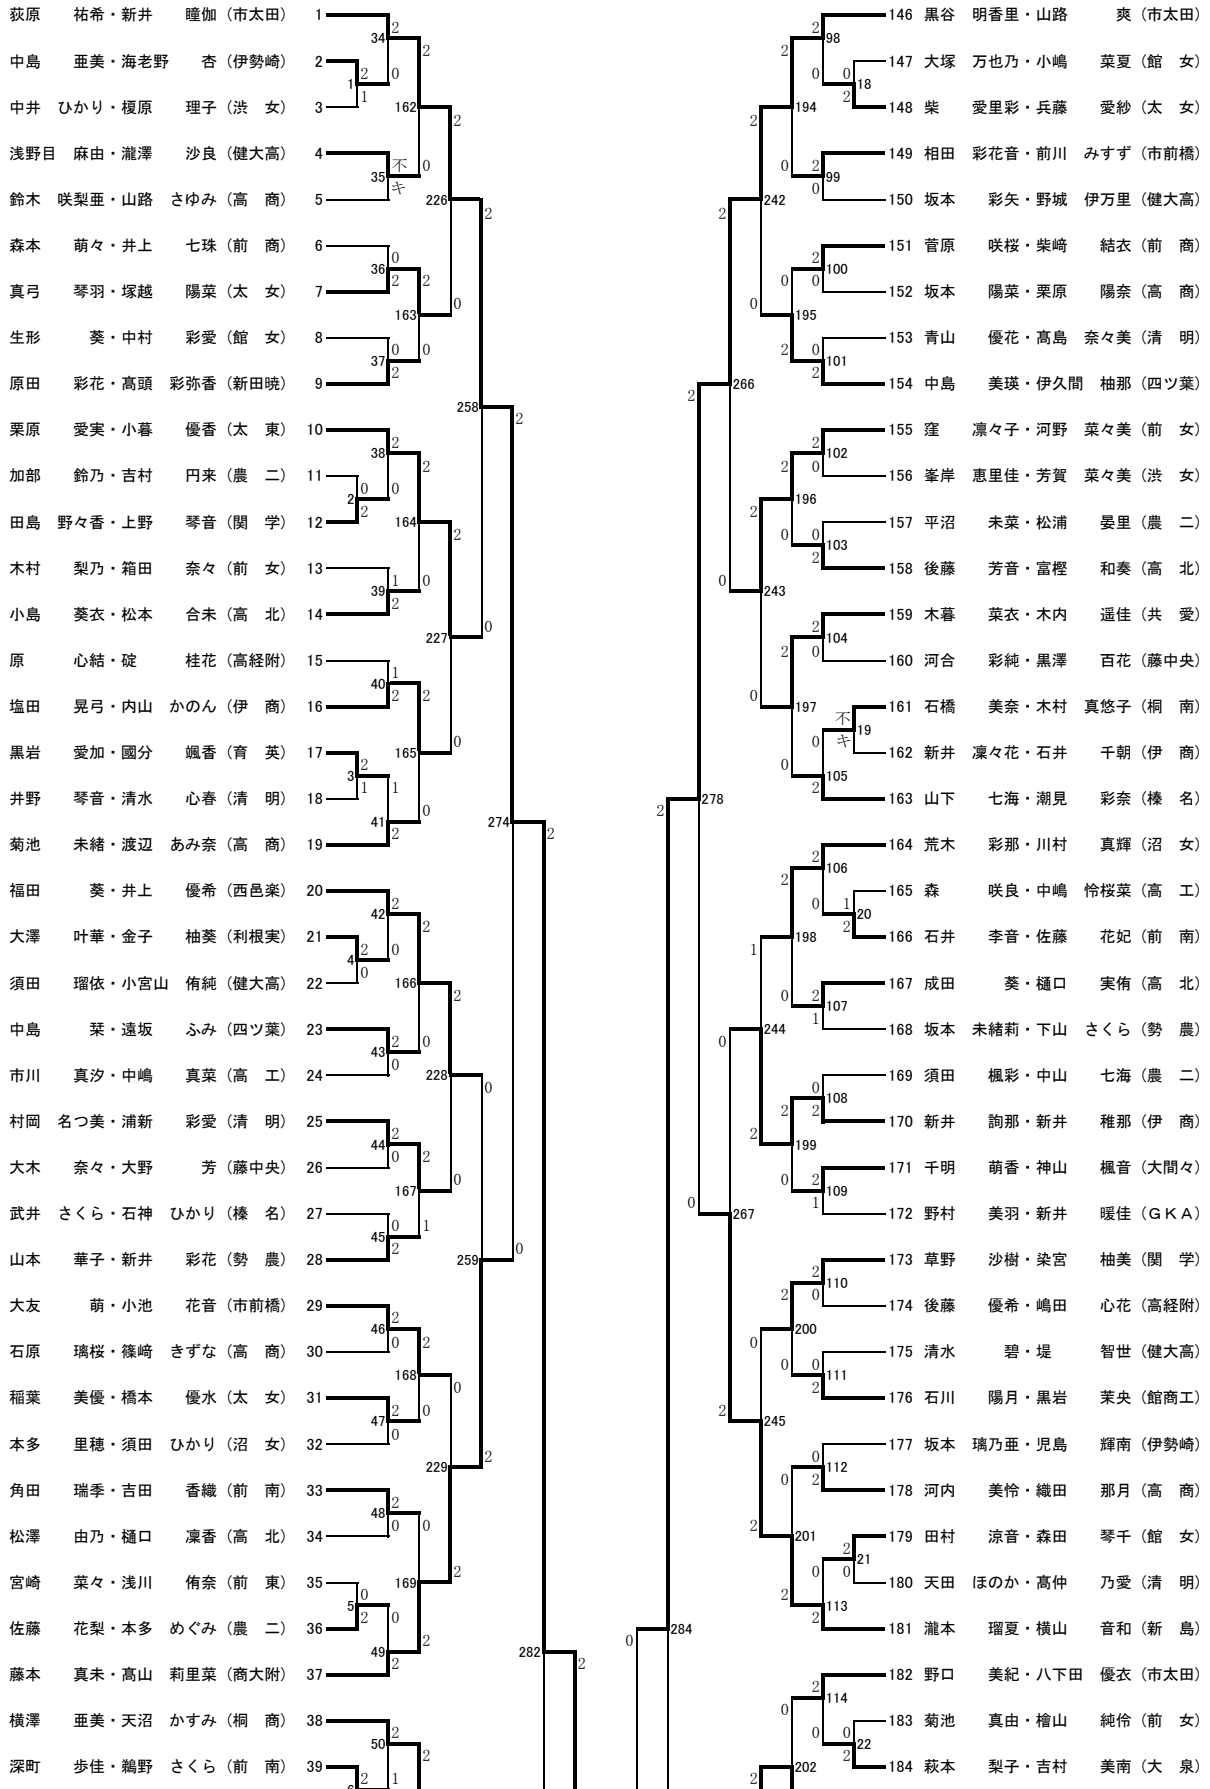 荻原 祐希・新井 瞳伽（市太田） 1
中島 亜美・海老野 杏（伊勢崎） 2
中井 ひかり・榎原 理子（渋 女） 3
浅野目 麻由・瀧澤 沙良（健大高） 4
鈴木 咲梨亜・山路 さゆみ（高 商） 5
森本 萌々・井上 七珠（前 商） 6
真弓 琴羽・塚越 陽菜（太 女） 7
生形 葵・中村 彩愛（館 女） 8
原田 彩花・髙頭 彩弥香（新田暁） 9
栗原 愛実・小暮 優香（太 東） 10
加部 鈴乃・吉村 円来（農 二） 11
田島 野々香・上野 琴音（関 学） 12
木村 梨乃・箱田 奈々（前 女） 13
小島 葵衣・松本 合未（高 北） 14
原 心結・碇 桂花（高経附） 15
塩田 晃弓・内山 かのん（伊 商） 16
黒岩 愛加・國分 颯香（育 英） 17
井野 琴音・清水 心春（清 明） 18
菊池 未緒・渡辺 あみ奈（高 商） 19
福田 葵・井上 優希（西邑楽） 20
大澤 叶華・金子 柚葵（利根実） 21
須田 瑠依・小宮山 侑純（健大高） 22
中島 栞・遠坂 ふみ（四ツ葉） 23
市川 真汐・中嶋 真菜（高 工） 24
村岡 名つ美・浦新 彩愛（清 明） 25
大木 奈々・大野 芳（藤中央） 26
武井 さくら・石神 ひかり（榛 名） 27
山本 華子・新井 彩花（勢 農） 28
大友 萌・小池 花音（市前橋） 29
石原 璃桜・篠﨑 きずな（高 商） 30
稲葉 美優・橋本 優水（太 女） 31
本多 里穂・須田 ひかり（沼 女） 32
角田 瑞季・吉田 香織（前 南） 33
松澤 由乃・樋口 凜香（高 北） 34
宮崎 菜々・浅川 侑奈（前 東） 35
佐藤 花梨・本多 めぐみ（農 二） 36
藤本 真未・髙山 莉里菜（商大附） 37
横澤 亜美・天沼 かすみ（桐 商） 38
深町 歩佳・鵜野 さくら（前 南） 39
146 黒谷 明香里・山路 爽（市太田）
147 大塚 万也乃・小嶋 菜夏（館 女）
148 柴 愛里彩・兵藤 愛紗（太 女）
149 相田 彩花音・前川 みすず（市前橋）
150 坂本 彩矢・野城 伊万里（健大高）
151 菅原 咲桜・柴﨑 結衣（前 商）
152 坂本 陽菜・栗原 陽奈（高 商）
153 青山 優花・髙島 奈々美（清 明）
154 中島 美瑛・伊久間 柚那（四ツ葉）
155 窪 凛々子・河野 菜々美（前 女）
156 峯岸 恵里佳・芳賀 菜々美（渋 女）
157 平沼 未菜・松浦 晏里（農 二）
158 後藤 芳音・富樫 和奏（高 北）
159 木暮 菜衣・木内 遥佳（共 愛）
160 河合 彩純・黒澤 百花（藤中央）
161 石橋 美奈・木村 真悠子（桐 南）
162 新井 凜々花・石井 千朝（伊 商）
163 山下 七海・潮見 彩奈（榛 名）
164 荒木 彩那・川村 真輝（沼 女）
165 森 咲良・中嶋 怜桜菜（高 工）
166 石井 李音・佐藤 花妃（前 南）
167 成田 葵・樋口 実侑（高 北）
168 坂本 未緒莉・下山 さくら（勢 農）
169 須田 楓彩・中山 七海（農 二）
170 新井 詢那・新井 稚那（伊 商）
171 千明 萌香・神山 楓音（大間々）
172 野村 美羽・新井 暖佳（ＧＫＡ）
173 草野 沙樹・染宮 柚美（関 学）
174 後藤 優希・嶋田 心花（高経附）
175 清水 碧・堤 智世（健大高）
176 石川 陽月・黒岩 茉央（館商工）
177 坂本 璃乃亜・児島 輝南（伊勢崎）
178 河内 美怜・織田 那月（高 商）
179 田村 涼音・森田 琴千（館 女）
180 天田 ほのか・髙仲 乃愛（清 明）
181 瀧本 瑠夏・横山 音和（新 島）
182 野口 美紀・八下田 優衣（市太田）
183 菊池 真由・檜山 純伶（前 女）
184 萩本 梨子・吉村 美南（大 泉）